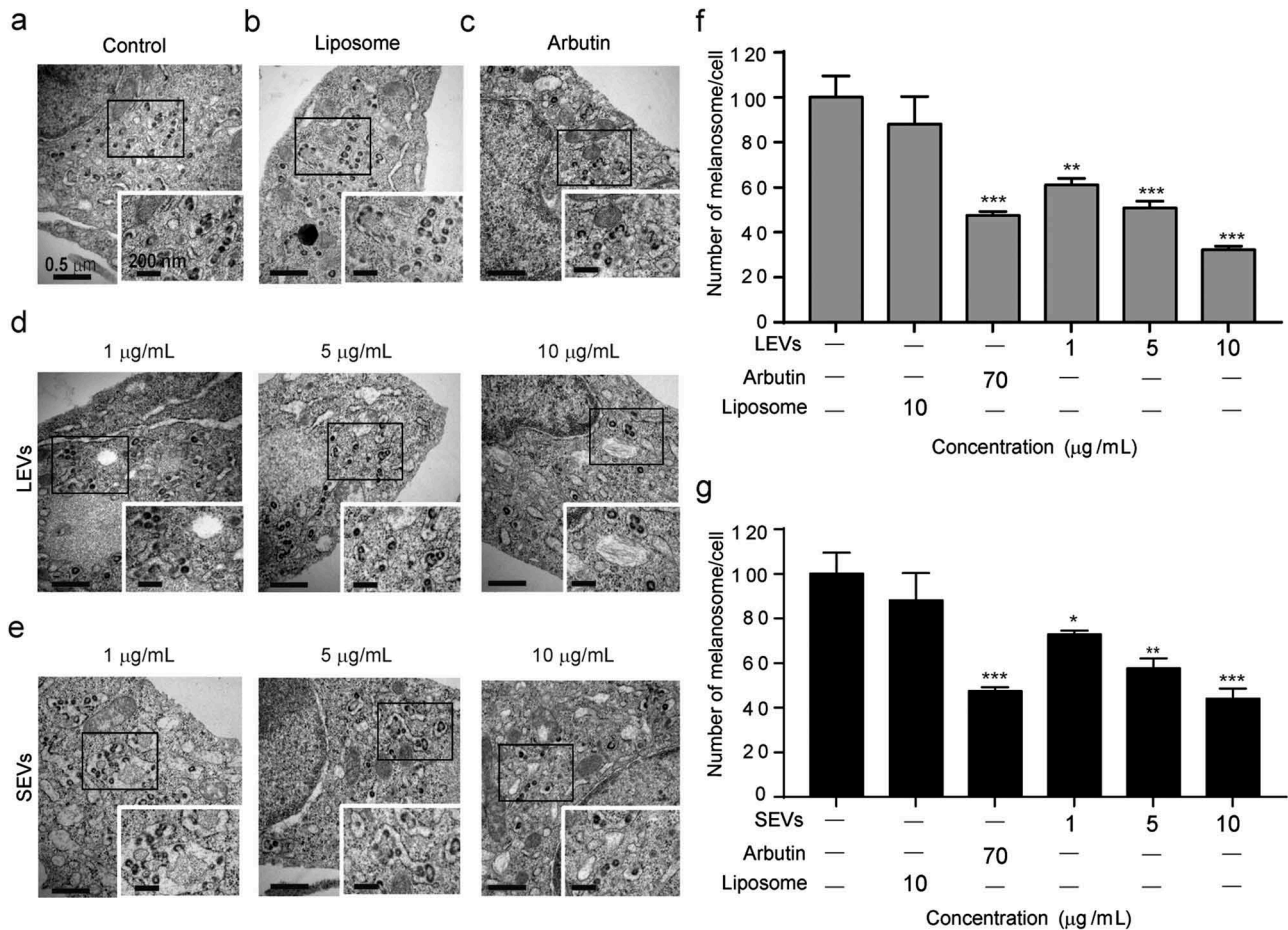 a
Control
b
Liposome
c
Arbutin
0.5 μm
200 nm
d
1 μg/mL
5 μg/mL
10 μg/mL
LEVs
e
1 μg/mL
5 μg/mL
10 μg/mL
SEVs
f
Number of melanosome/cell
120
100
80
60
40
20
0
***
**
***
***
LEVs — — — 1 5 10
Arbutin — — 70 — — —
Liposome — 10 — — — —
Concentration (μg /mL)
g
Number of melanosome/cell
120
100
80
60
40
20
0
***
*
**
***
SEVs — — — 1 5 10
Arbutin — — 70 — — —
Liposome — 10 — — — —
Concentration (μg /mL)